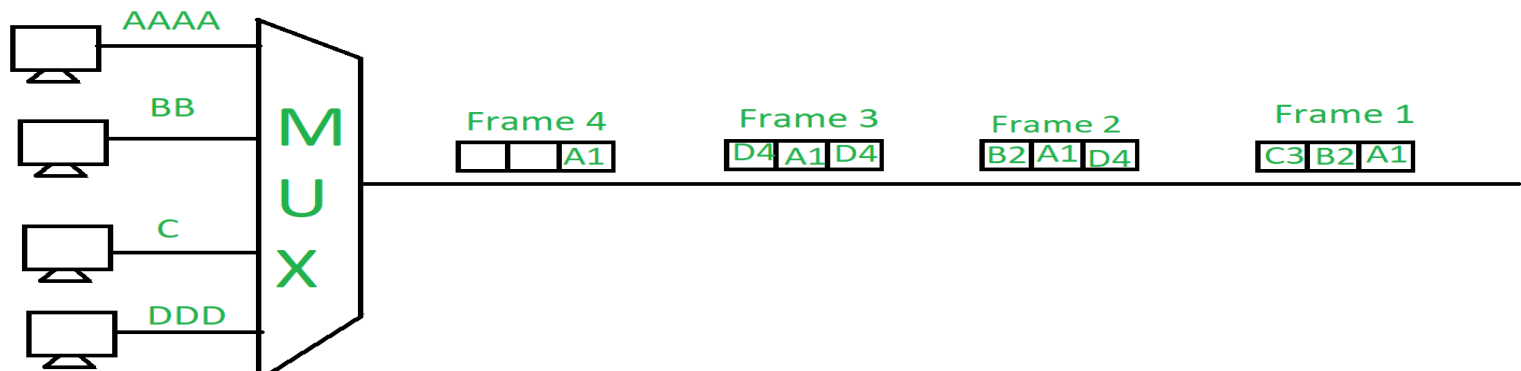 AAAA
BB
C
DDD
M
U
X
Frame 4
A1
Frame 3
D4 A1 D4
Frame 2
B2 A1 D4
Frame 1
C3 B2 A1